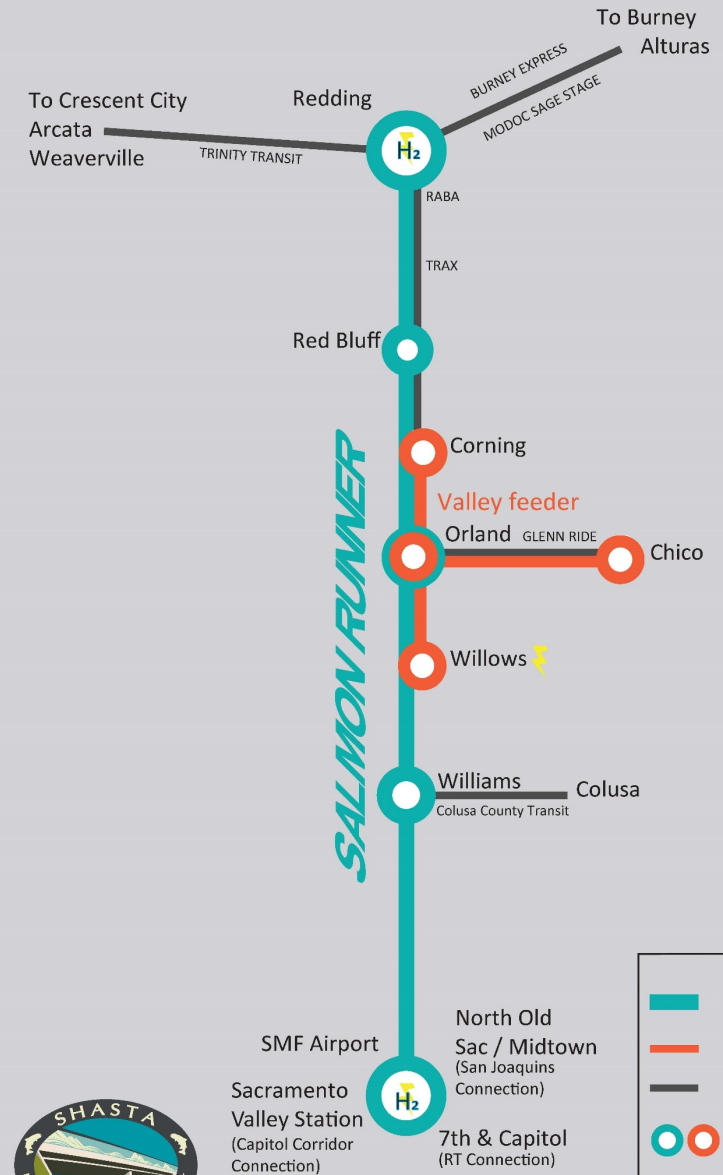 To Burney
Alturas
BURNEY EXPRESS
MODOC SAGE STAGE
To Crescent City
Arcata
Weaverville
TRINITY TRANSIT
Redding
H₂
RABA
TRAX
Red Bluff
Corning
Valley feeder
Orland
GLENN RIDE
Chico
SALMON RUNNER
Willows
Williams
Colusa County Transit
Colusa
SMF Airport
North Old
Sac / Midtown
(San Joaquins
Connection)
H₂
Sacramento
Valley Station
(Capitol Corridor
Connection)
7th & Capitol
(RT Connection)
SHASTA